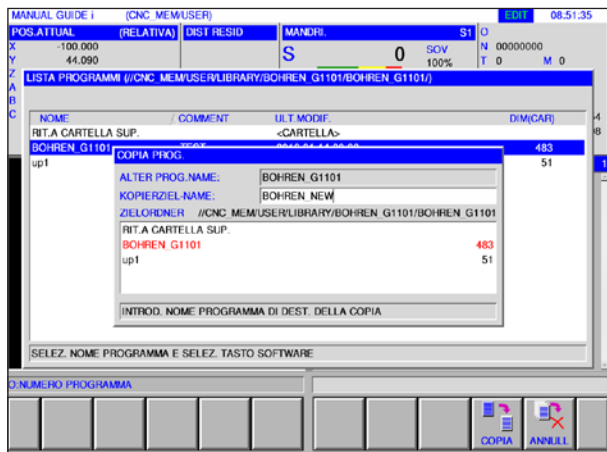 MANUAL GUIDE i (CNC_MEM/USER) EDIT 08:51:35
POS.ATTUAL (RELATIVA) DIST RESID MANDRI. S1 O
X -100.000 S 0 SOV 100% N 00000000
Y 44.090 T 0 M 0
Z
LISTA PROGRAMMI (//CNC_MEM/USER/LIBRARY/BOHREN_G1101/BOHREN_G1101/)
A
B
C
NOME / COMMENT ULT.MODIF. DIM(CAR)
RIT.A CARTELLA SUP. <CARTELLA>
BOHREN_G1101 483
up1 51
COPIA PROG.
ALTER PROG.NAME: BOHREN_G1101
KOPIERZIEL-NAME: BOHREN_NEW
ZIELORDNER //CNC_MEM/USER/LIBRARY/BOHREN_G1101/BOHREN_G1101
RIT.A CARTELLA SUP.
BOHREN_G1101 483
up1 51
INTROD. NOME PROGRAMMA DI DEST. DELLA COPIA
SELEZ. NOME PROGRAMMA E SELEZ. TASTO SOFTWARE
O:NUMERO PROGRAMMA
COPIA ANNULL